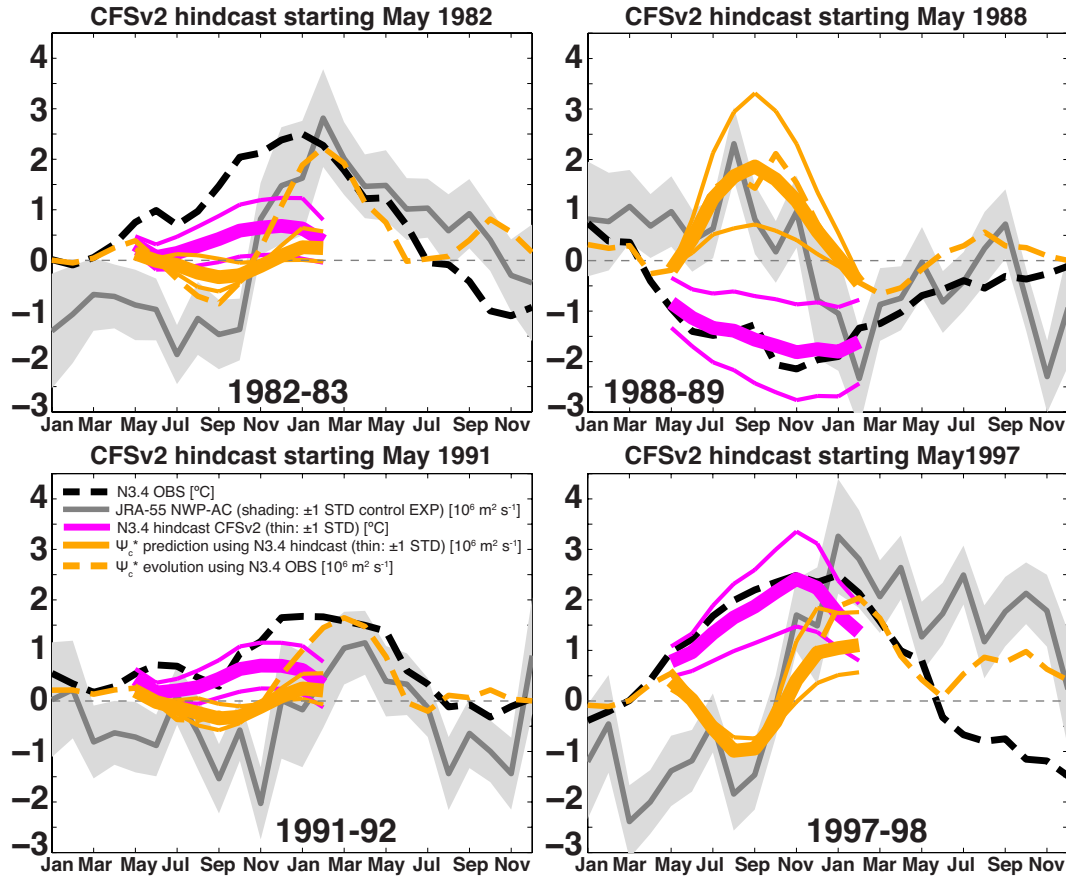 CFSv2 hindcast starting May 1982
4
3
2
1
0
−1
−2
−3
1982-83
Jan Mar May Jul Sep Nov Jan Mar May Jul Sep Nov
CFSv2 hindcast starting May 1988
4
3
2
1
0
−1
−2
−3
1988-89
Jan Mar May Jul Sep Nov Jan Mar May Jul Sep Nov
CFSv2 hindcast starting May 1991
4
3
2
1
0
−1
−2
−3
N3.4 OBS [ºC]
JRA-55 NWP-AC (shading: ±1 STD control EXP) [10⁶ m² s⁻¹]
N3.4 hindcast CFSv2 (thin: ±1 STD) [ºC]
Ψc* prediction using N3.4 hindcast (thin: ±1 STD) [10⁶ m² s⁻¹]
Ψc* evolution using N3.4 OBS [10⁶ m² s⁻¹]
1991-92
Jan Mar May Jul Sep Nov Jan Mar May Jul Sep Nov
CFSv2 hindcast starting May1997
4
3
2
1
0
−1
−2
−3
1997-98
Jan Mar May Jul Sep Nov Jan Mar May Jul Sep Nov